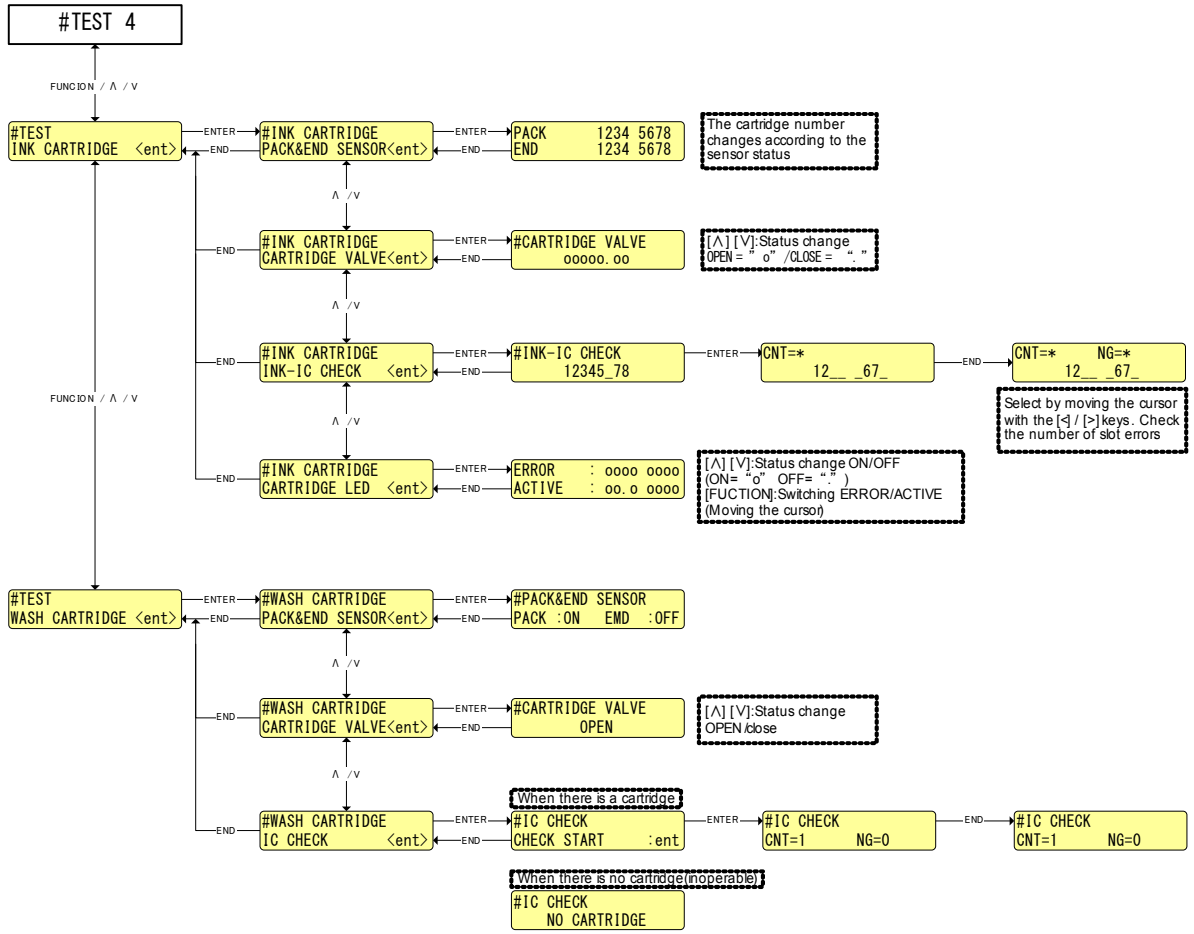 #TEST 4
FUNCION / Λ / V
#TEST
INK CARTRIDGE <ent>
ENTER
END
#INK CARTRIDGE
PACK&END SENSOR<ent>
ENTER
END
PACK 1234 5678
END 1234 5678
The cartridge number
changes according to the
sensor status
Λ / V
END
#INK CARTRIDGE
CARTRIDGE VALVE<ent>
ENTER
END
#CARTRIDGE VALVE
ooooo.oo
[Λ] [V]:Status change
OPEN = ” o” /CLOSE = “. ”
Λ / V
END
#INK CARTRIDGE
INK-IC CHECK <ent>
ENTER
END
#INK-IC CHECK
12345_78
ENTER
CNT=*
12__ _67_
END
CNT=* NG=*
12__ _67_
Select by moving the cursor
with the [<] / [>] keys. Check
the number of slot errors
FUNCION / Λ / V
Λ / V
END
#INK CARTRIDGE
CARTRIDGE LED <ent>
ENTER
END
ERROR : oooo oooo
ACTIVE : oo.o oooo
[Λ] [V]:Status change ON/OFF
(ON= “o” OFF= “.” )
[FUCTION]:Switching ERROR/ACTIVE
(Moving the cursor)
#TEST
WASH CARTRIDGE <ent>
ENTER
END
#WASH CARTRIDGE
PACK&END SENSOR<ent>
ENTER
END
#PACK&END SENSOR
PACK :ON EMD :OFF
Λ / V
END
#WASH CARTRIDGE
CARTRIDGE VALVE<ent>
ENTER
END
#CARTRIDGE VALVE
OPEN
[Λ] [V]:Status change
OPEN/close
Λ / V
When there is a cartridge
END
#WASH CARTRIDGE
IC CHECK <ent>
ENTER
END
#IC CHECK
CHECK START :ent
ENTER
#IC CHECK
CNT=1 NG=0
END
#IC CHECK
CNT=1 NG=0
When there is no cartridge(inoperable)
#IC CHECK
NO CARTRIDGE